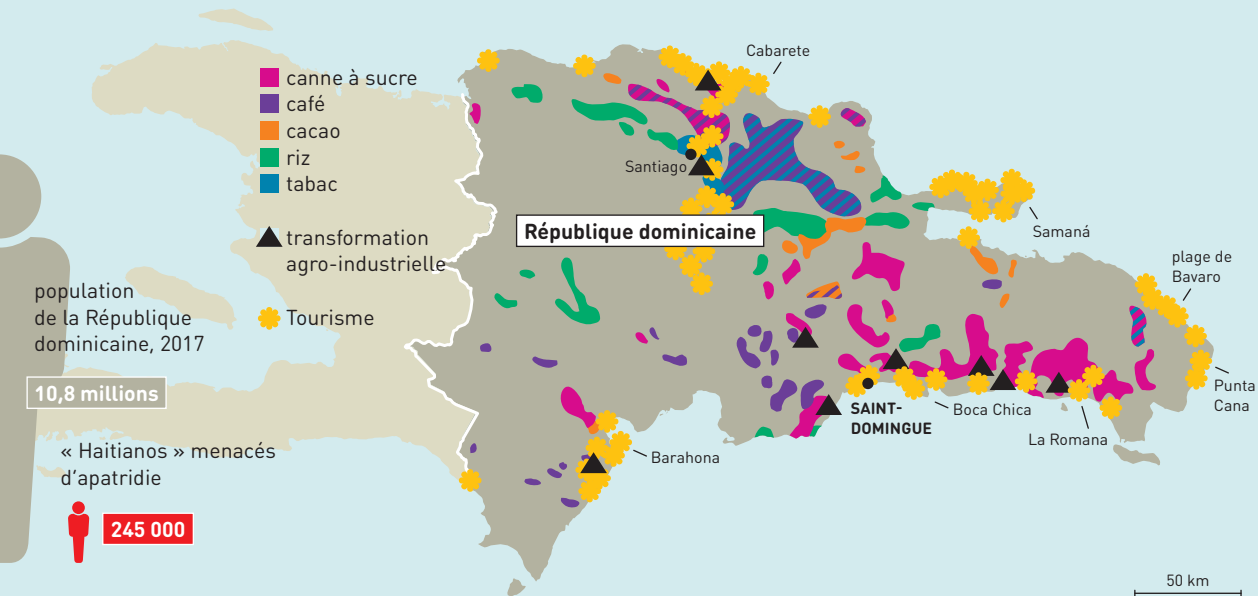 canne à sucre
café
cacao
riz
tabac
transformation
agro-industrielle
Tourisme
population
de la République
dominicaine, 2017
10,8 millions
« Haitianos » menacés
d’apatridie
245 000
République dominicaine
Cabarete
Santiago
Samaná
plage de
Bavaro
Punta
Cana
SAINT-
DOMINGUE
Boca Chica
La Romana
Barahona
50 km